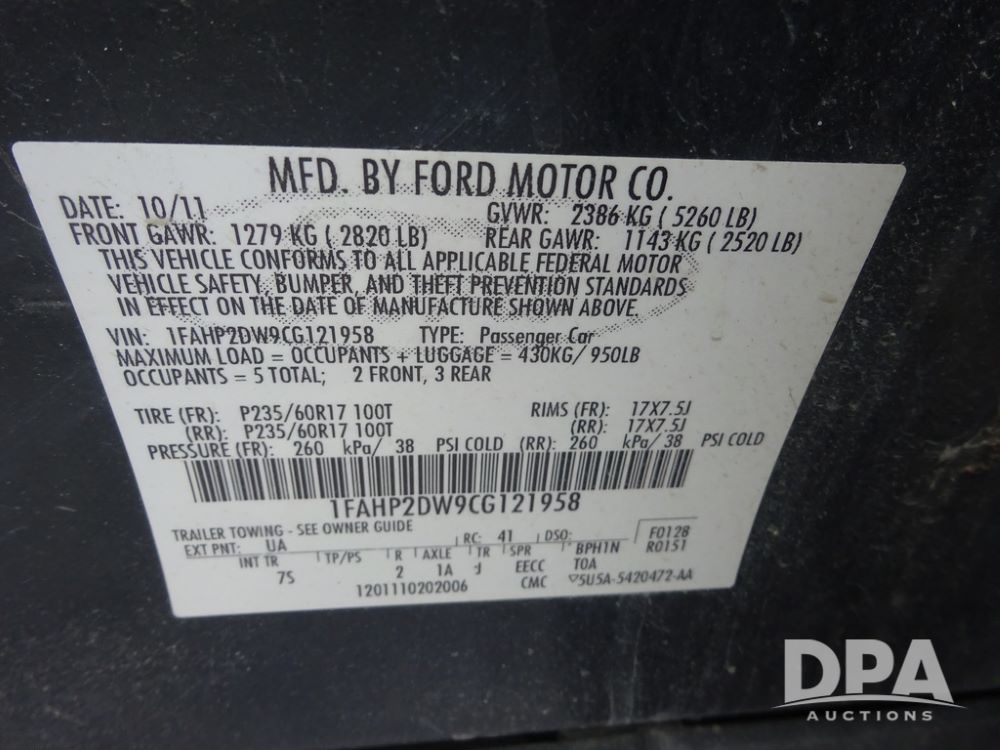 MFD. BY FORD MOTOR CO.
DATE: 10/11 GVWR: 2386 KG ( 5260 LB)
FRONT GAWR: 1279 KG ( 2820 LB) REAR GAWR: 1143 KG ( 2520 LB)
THIS VEHICLE CONFORMS TO ALL APPLICABLE FEDERAL MOTOR
VEHICLE SAFETY, BUMPER, AND THEFT PREVENTION STANDARDS
IN EFFECT ON THE DATE OF MANUFACTURE SHOWN ABOVE.
VIN: 1FAHP2DW9CG121958 TYPE: Passenger Car
MAXIMUM LOAD = OCCUPANTS + LUGGAGE = 430KG/ 950LB
OCCUPANTS = 5 TOTAL; 2 FRONT, 3 REAR
TIRE (FR): P235/60R17 100T RIMS (FR): 17X7.5J
(RR): P235/60R17 100T (RR): 17X7.5J
PRESSURE (FR): 260 kPa/ 38 PSI COLD (RR): 260 kPa/ 38 PSI COLD
1FAHP2DW9CG121958
TRAILER TOWING - SEE OWNER GUIDE
EXT PNT: UA RC: 41 DSO: F0128
INT TR TP/PS R AXLE TR SPR BPH1N R0151
7S 2 1A J EECC TOA
1201110202006 CMC 5U5A-5420472-AA
DPA
AUCTIONS